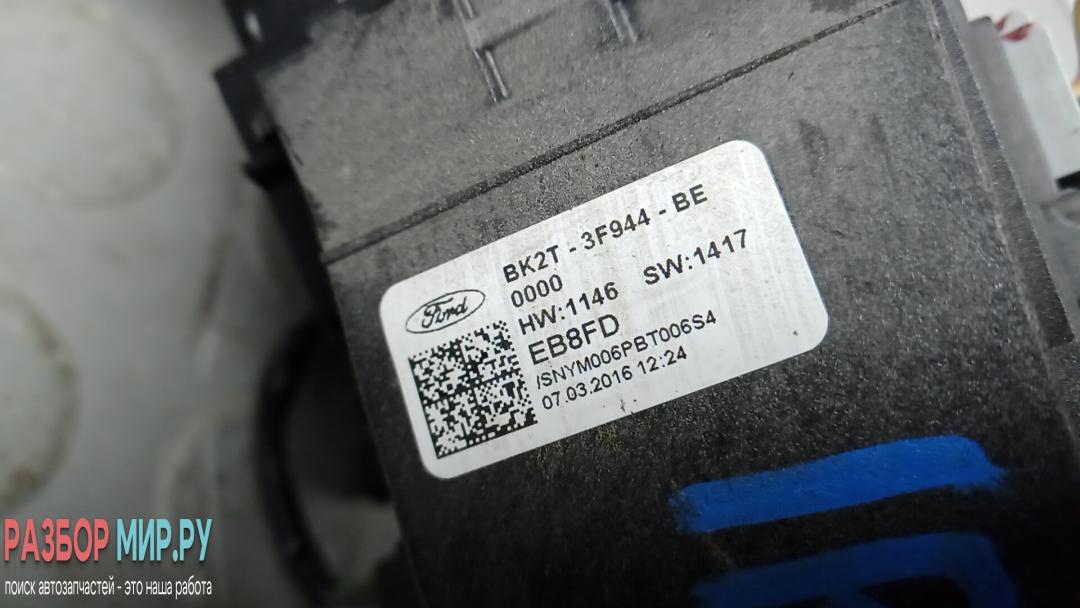 BK2T - 3F944 - BE
0000
HW:1146 SW:1417
Ford
EB8FD
/SNYM006PBT006S4
07.03.2016 12:24
РАЗБОР МИР.РУ
поиск автозапчастей - это наша работа